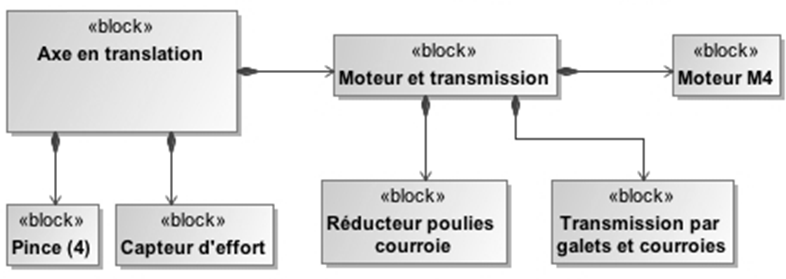 «block»
Axe en translation
«block»
Moteur et transmission
«block»
Moteur M4
«block»
Pince (4)
«block»
Capteur d'effort
«block»
Réducteur poulies
courroie
«block»
Transmission par
galets et courroies